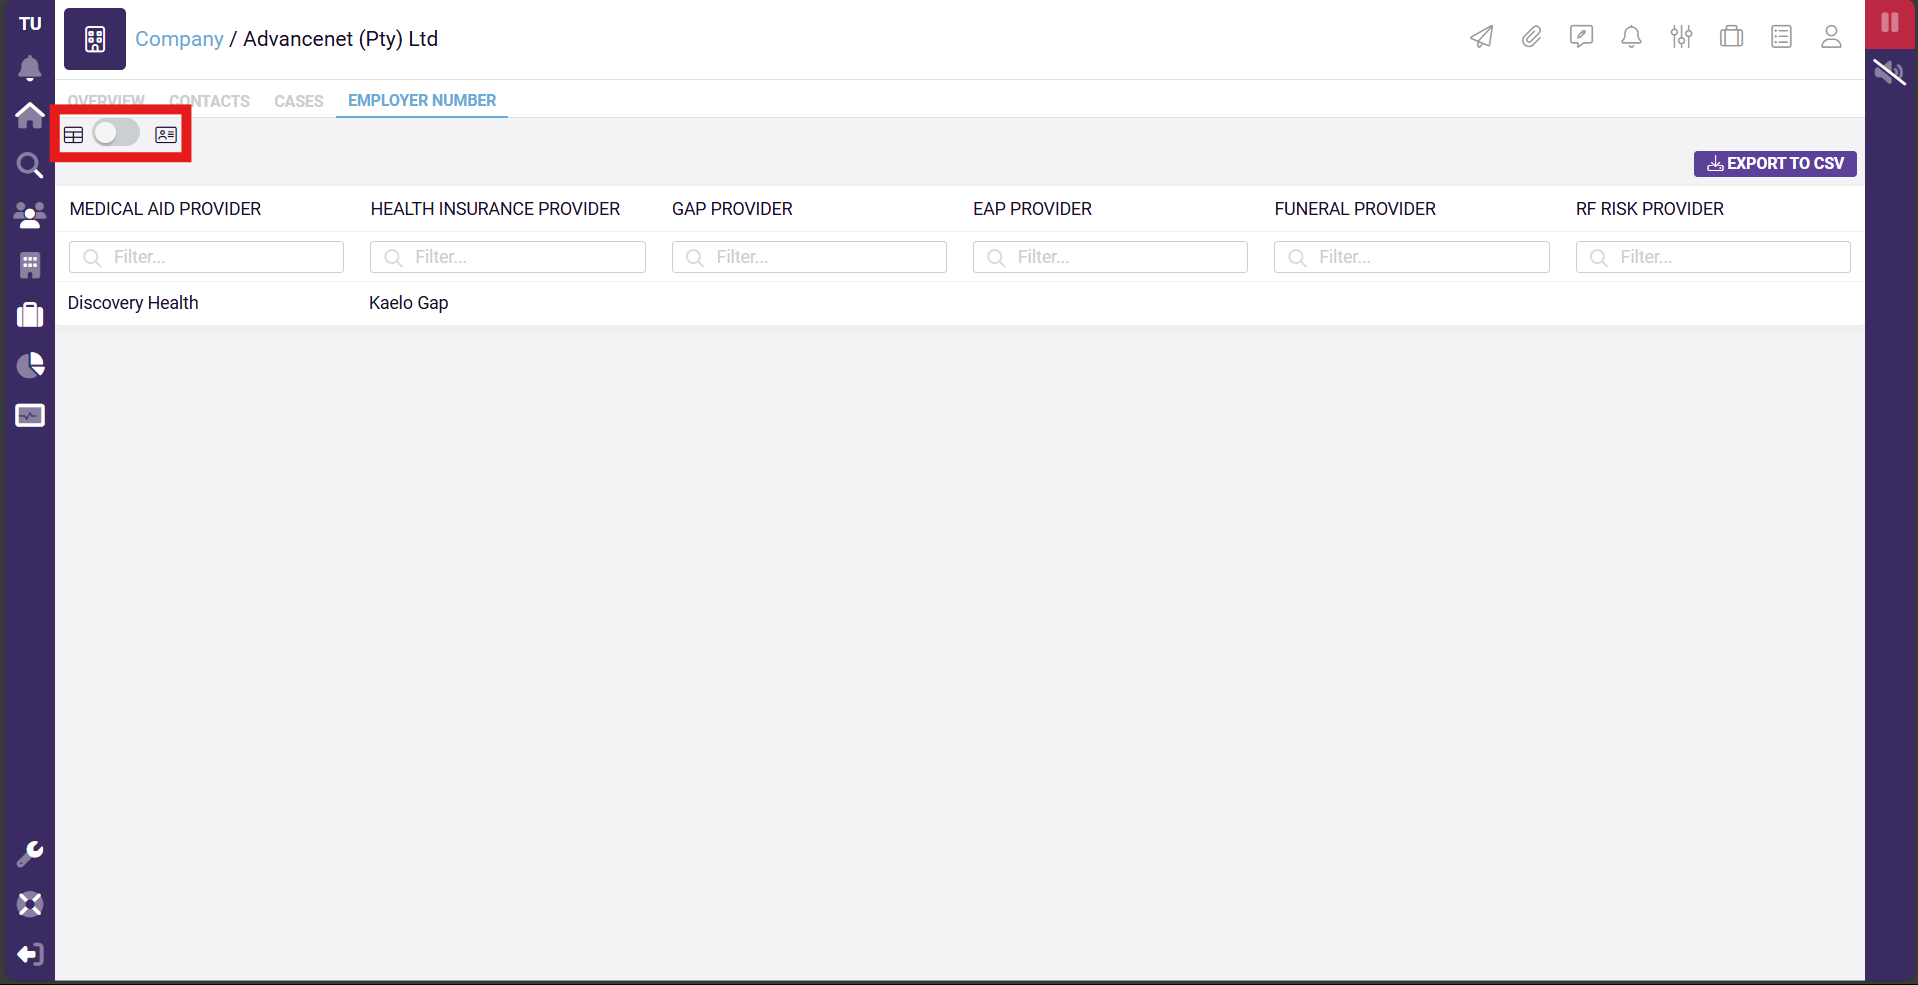 TU
Company / Advancenet (Pty) Ltd
OVERVIEW CONTACTS CASES EMPLOYER NUMBER
EXPORT TO CSV
MEDICAL AID PROVIDER HEALTH INSURANCE PROVIDER GAP PROVIDER EAP PROVIDER FUNERAL PROVIDER RF RISK PROVIDER
Filter... Filter... Filter... Filter... Filter... Filter...
Discovery Health Kaelo Gap